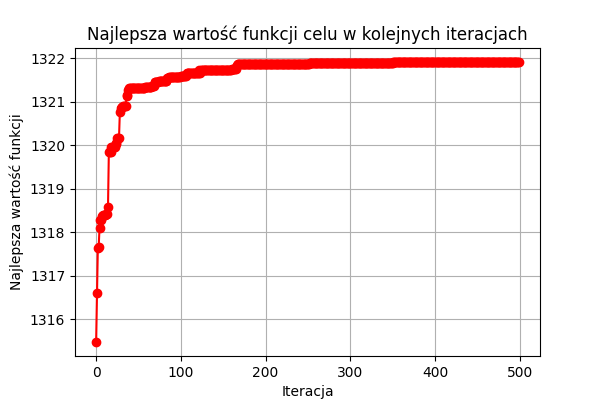 Najlepsza wartość funkcji celu w kolejnych iteracjach
Najlepsza wartość funkcji
1322
1321
1320
1319
1318
1317
1316
0 100 200 300 400 500
Iteracja